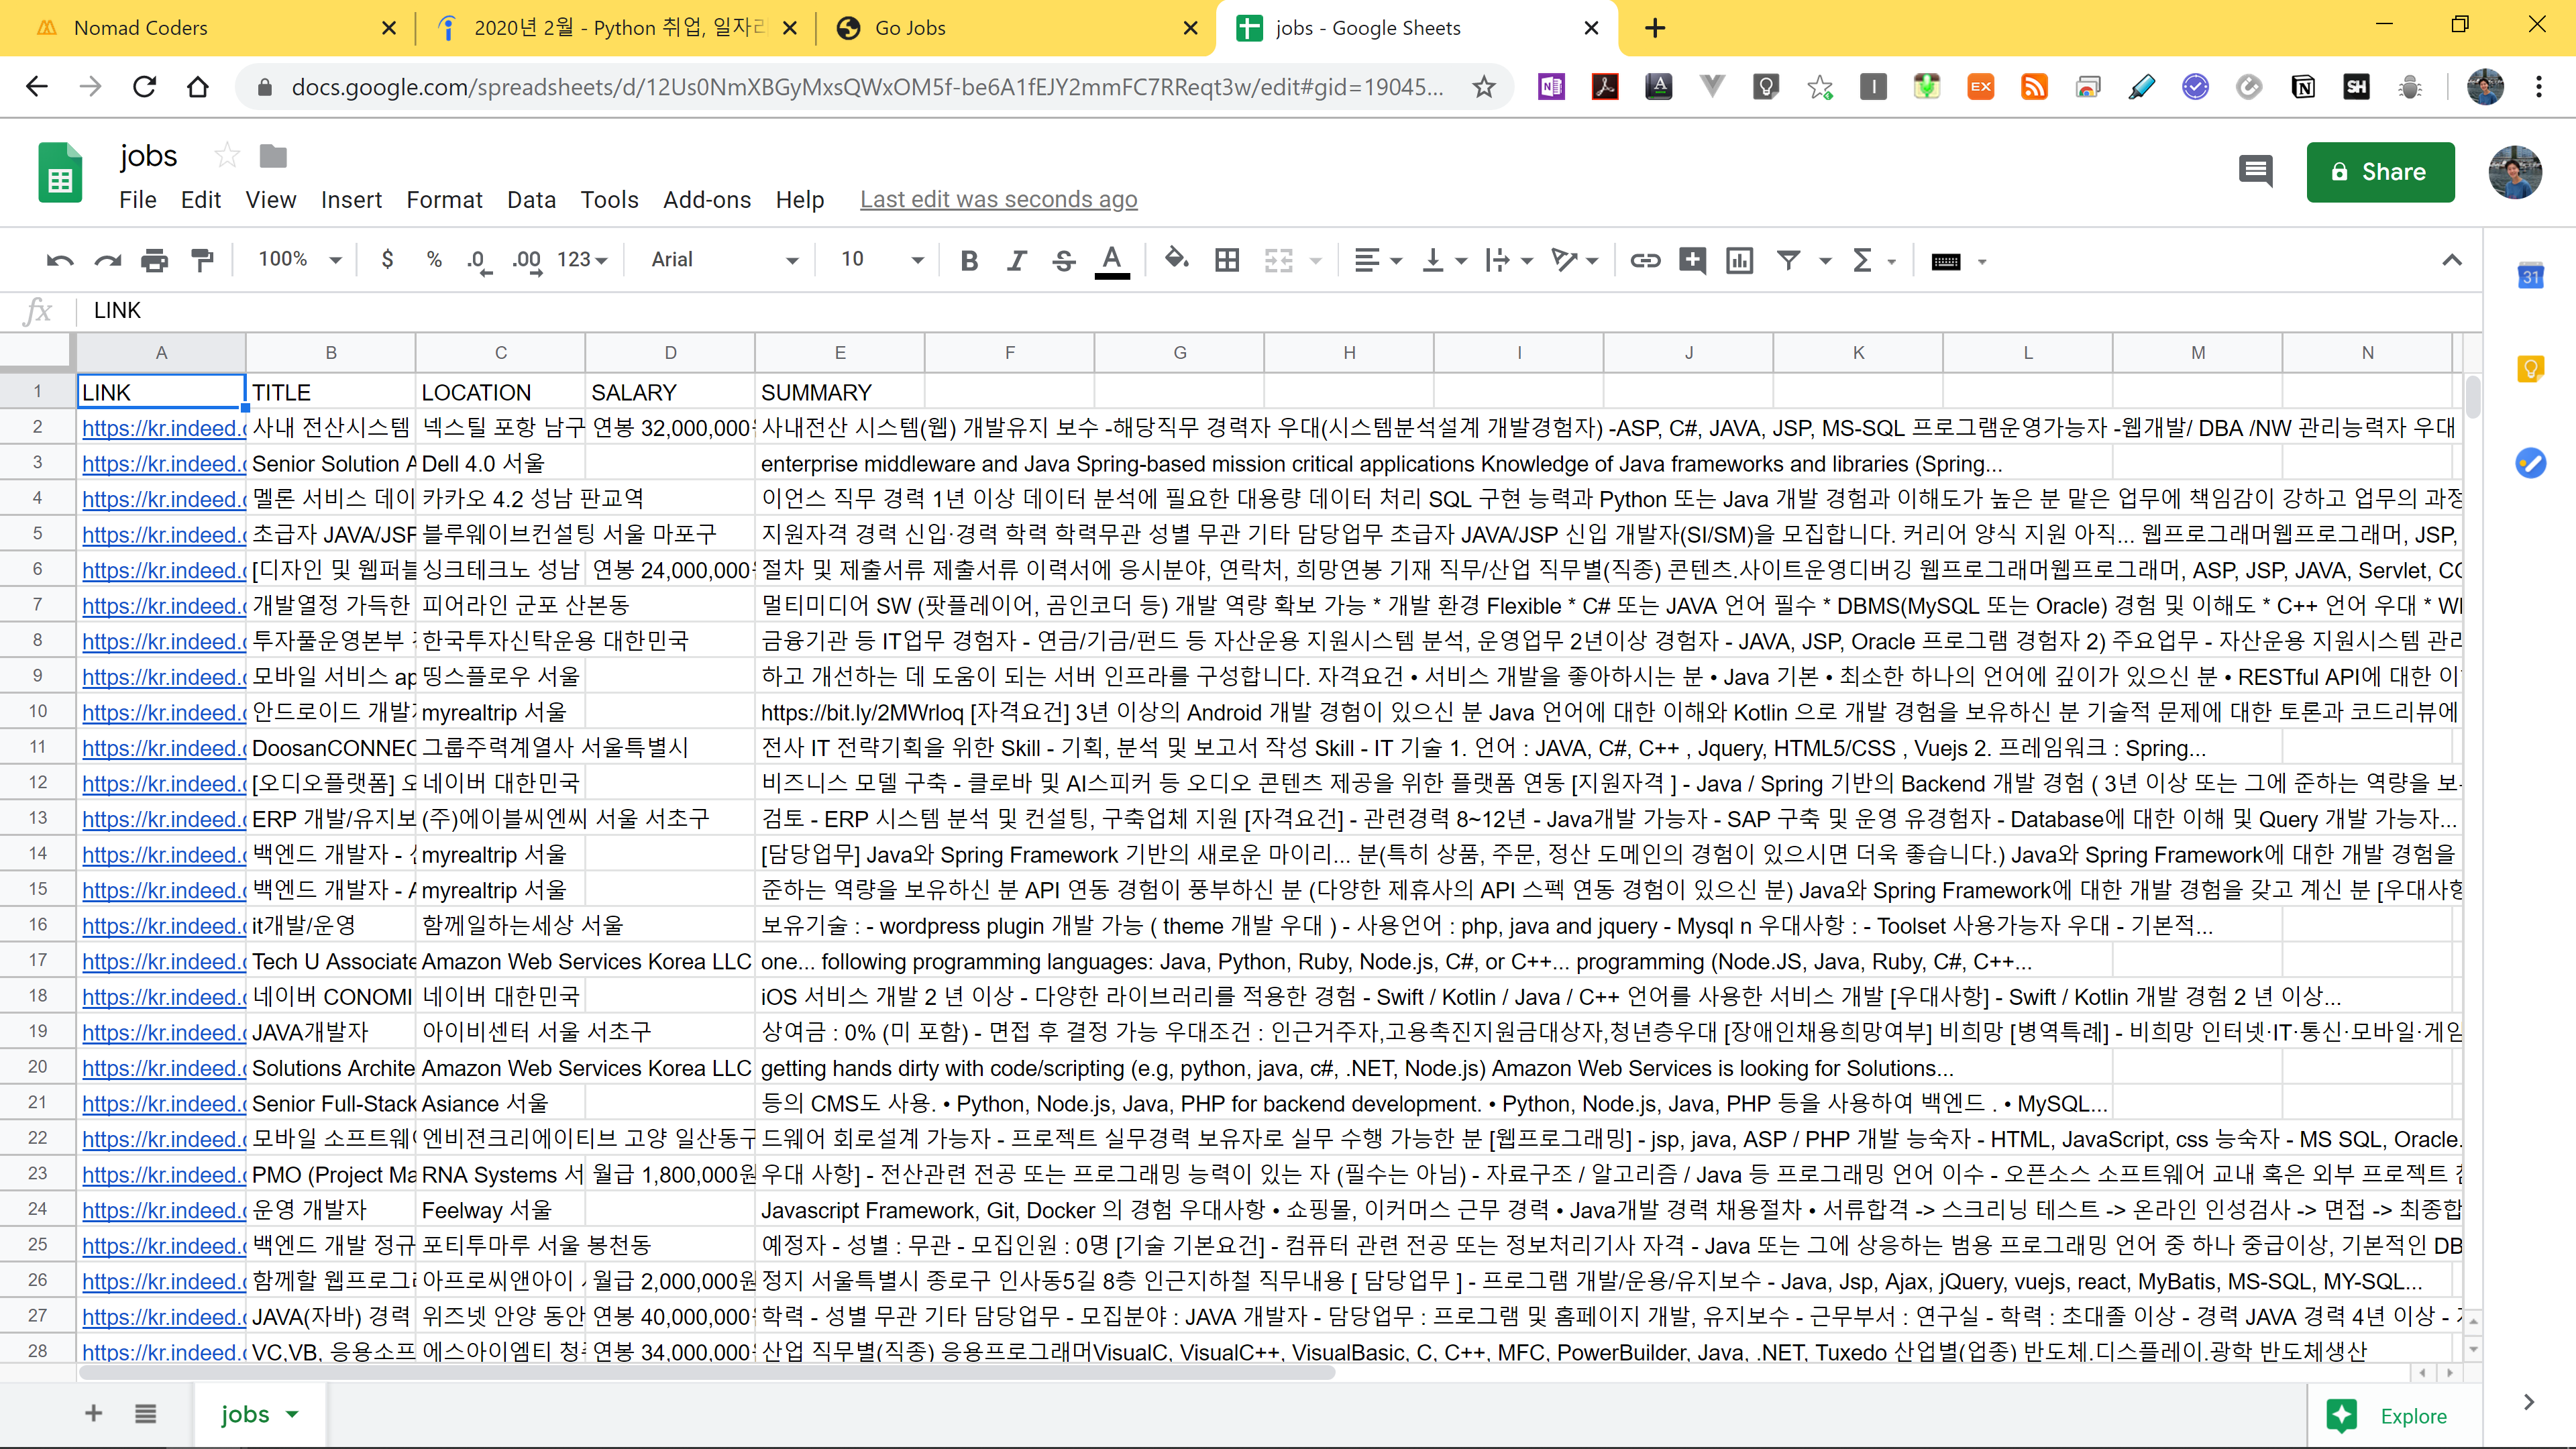 Nomad Coders
2020년 2월 - Python 취업, 일자리
Go Jobs
jobs - Google Sheets
docs.google.com/spreadsheets/d/12Us0NmXBGyMxsQWxOM5f-be6A1fEJY2mmFC7RReqt3w/edit#gid=19045...
jobs
Share
File Edit View Insert Format Data Tools Add-ons Help Last edit was seconds ago
100% $ % .0 .00 123 Arial 10 B I S A
fx LINK
A B C D E F G H I J K L M N
1 LINK TITLE LOCATION SALARY SUMMARY
2 https://kr.indeed. 사내 전산시스템 넥스틸 포항 남구 연봉 32,000,000 사내전산 시스템(웹) 개발유지 보수 -해당직무 경력자 우대(시스템분석설계 개발경험자) -ASP, C#, JAVA, JSP, MS-SQL 프로그램운영가능자 -웹개발/ DBA /NW 관리능력자 우대
3 https://kr.indeed. Senior Solution A Dell 4.0 서울 enterprise middleware and Java Spring-based mission critical applications Knowledge of Java frameworks and libraries (Spring...
4 https://kr.indeed. 멜론 서비스 데이 카카오 4.2 성남 판교역 이언스 직무 경력 1년 이상 데이터 분석에 필요한 대용량 데이터 처리 SQL 구현 능력과 Python 또는 Java 개발 경험과 이해도가 높은 분 맡은 업무에 책임감이 강하고 업무의 과정
5 https://kr.indeed. 초급자 JAVA/JSP 블루웨이브컨설팅 서울 마포구 지원자격 경력 신입·경력 학력 학력무관 성별 무관 기타 담당업무 초급자 JAVA/JSP 신입 개발자(SI/SM)을 모집합니다. 커리어 양식 지원 아직... 웹프로그래머웹프로그래머, JSP,
6 https://kr.indeed. [디자인 및 웹퍼블 싱크테크노 성남 연봉 24,000,000 절차 및 제출서류 제출서류 이력서에 응시분야, 연락처, 희망연봉 기재 직무/산업 직무별(직종) 콘텐츠.사이트운영디버깅 웹프로그래머웹프로그래머, ASP, JSP, JAVA, Servlet, CG
7 https://kr.indeed. 개발열정 가득한 피어라인 군포 산본동 멀티미디어 SW (팟플레이어, 곰인코더 등) 개발 역량 확보 가능 * 개발 환경 Flexible * C# 또는 JAVA 언어 필수 * DBMS(MySQL 또는 Oracle) 경험 및 이해도 * C++ 언어 우대 *
8 https://kr.indeed. 투자풀운영본부 한국투자신탁운용 대한민국 금융기관 등 IT업무 경험자 - 연금/기금/펀드 등 자산운용 지원시스템 분석, 운영업무 2년이상 경험자 - JAVA, JSP, Oracle 프로그램 경험자 2) 주요업무 - 자산운용 지원시스템 관리
9 https://kr.indeed. 모바일 서비스 ap 띵스플로우 서울 하고 개선하는 데 도움이 되는 서버 인프라를 구성합니다. 자격요건 • 서비스 개발을 좋아하시는 분 • Java 기본 • 최소한 하나의 언어에 깊이가 있으신 분 • RESTful API에 대한 이
10 https://kr.indeed. 안드로이드 개발 myrealtrip 서울 https://bit.ly/2MWrloq [자격요건] 3년 이상의 Android 개발 경험이 있으신 분 Java 언어에 대한 이해와 Kotlin 으로 개발 경험을 보유하신 분 기술적 문제에 대한 토론과 코드리뷰에
11 https://kr.indeed. DoosanCONNEC 그룹주력계열사 서울특별시 전사 IT 전략기획을 위한 Skill - 기획, 분석 및 보고서 작성 Skill - IT 기술 1. 언어 : JAVA, C#, C++ , Jquery, HTML5/CSS , Vuejs 2. 프레임워크 : Spring...
12 https://kr.indeed. [오디오플랫폼] 오 네이버 대한민국 비즈니스 모델 구축 - 클로바 및 AI스피커 등 오디오 콘텐츠 제공을 위한 플랫폼 연동 [지원자격 ] - Java / Spring 기반의 Backend 개발 경험 ( 3년 이상 또는 그에 준하는 역량을 보
13 https://kr.indeed. ERP 개발/유지보 (주)에이블씨엔씨 서울 서초구 검토 - ERP 시스템 분석 및 컨설팅, 구축업체 지원 [자격요건] - 관련경력 8~12년 - Java개발 가능자 - SAP 구축 및 운영 유경험자 - Database에 대한 이해 및 Query 개발 가능자...
14 https://kr.indeed. 백엔드 개발자 - myrealtrip 서울 [담당업무] Java와 Spring Framework 기반의 새로운 마이리... 분(특히 상품, 주문, 정산 도메인의 경험이 있으시면 더욱 좋습니다.) Java와 Spring Framework에 대한 개발 경험을
15 https://kr.indeed. 백엔드 개발자 - A myrealtrip 서울 준하는 역량을 보유하신 분 API 연동 경험이 풍부하신 분 (다양한 제휴사의 API 스펙 연동 경험이 있으신 분) Java와 Spring Framework에 대한 개발 경험을 갖고 계신 분 [우대사항
16 https://kr.indeed. it개발/운영 함께일하는세상 서울 보유기술 : - wordpress plugin 개발 가능 ( theme 개발 우대 ) - 사용언어 : php, java and jquery - Mysql n 우대사항 : - Toolset 사용가능자 우대 - 기본적...
17 https://kr.indeed. Tech U Associate Amazon Web Services Korea LLC one... following programming languages: Java, Python, Ruby, Node.js, C#, or C++... programming (Node.JS, Java, Ruby, C#, C++...
18 https://kr.indeed. 네이버 CONOMI 네이버 대한민국 iOS 서비스 개발 2 년 이상 - 다양한 라이브러리를 적용한 경험 - Swift / Kotlin / Java / C++ 언어를 사용한 서비스 개발 [우대사항] - Swift / Kotlin 개발 경험 2 년 이상...
19 https://kr.indeed. JAVA개발자 아이비센터 서울 서초구 상여금 : 0% (미 포함) - 면접 후 결정 가능 우대조건 : 인근거주자,고용촉진지원금대상자,청년층우대 [장애인채용희망여부] 비희망 [병역특례] - 비희망 인터넷·IT·통신·모바일·게임
20 https://kr.indeed. Solutions Archite Amazon Web Services Korea LLC getting hands dirty with code/scripting (e.g, python, java, c#, .NET, Node.js) Amazon Web Services is looking for Solutions...
21 https://kr.indeed. Senior Full-Stack Asiance 서울 등의 CMS도 사용. • Python, Node.js, Java, PHP for backend development. • Python, Node.js, Java, PHP 등을 사용하여 백엔드 . • MySQL...
22 https://kr.indeed. 모바일 소프트웨어 엔비젼크리에이티브 고양 일산동구 드웨어 회로설계 가능자 - 프로젝트 실무경력 보유자로 실무 수행 가능한 분 [웹프로그래밍] - jsp, java, ASP / PHP 개발 능숙자 - HTML, JavaScript, css 능숙자 - MS SQL, Oracle.
23 https://kr.indeed. PMO (Project Ma RNA Systems 서 월급 1,800,000원 우대 사항] - 전산관련 전공 또는 프로그래밍 능력이 있는 자 (필수는 아님) - 자료구조 / 알고리즘 / Java 등 프로그래밍 언어 이수 - 오픈소스 소프트웨어 교내 혹은 외부 프로젝트
24 https://kr.indeed. 운영 개발자 Feelway 서울 Javascript Framework, Git, Docker 의 경험 우대사항 • 쇼핑몰, 이커머스 근무 경력 • Java개발 경력 채용절차 • 서류합격 -> 스크리닝 테스트 -> 온라인 인성검사 -> 면접 -> 최종합
25 https://kr.indeed. 백엔드 개발 정규 포티투마루 서울 봉천동 예정자 - 성별 : 무관 - 모집인원 : 0명 [기술 기본요건] - 컴퓨터 관련 전공 또는 정보처리기사 자격 - Java 또는 그에 상응하는 범용 프로그래밍 언어 중 하나 중급이상, 기본적인 DB
26 https://kr.indeed. 함께할 웹프로그 아프로씨앤아이 월급 2,000,000원 정지 서울특별시 종로구 인사동5길 8층 인근지하철 직무내용 [ 담당업무 ] - 프로그램 개발/운용/유지보수 - Java, Jsp, Ajax, jQuery, vuejs, react, MyBatis, MS-SQL, MY-SQL...
27 https://kr.indeed. JAVA(자바) 경력 위즈넷 안양 동안 연봉 40,000,000 학력 - 성별 무관 기타 담당업무 - 모집분야 : JAVA 개발자 - 담당업무 : 프로그램 및 홈페이지 개발, 유지보수 - 근무부서 : 연구실 - 학력 : 초대졸 이상 - 경력 JAVA 경력 4년 이상 -
28 https://kr.indeed. VC,VB, 응용소프 에스아이엠티 청주 연봉 34,000,000 산업 직무별(직종) 응용프로그래머VisualC, VisualC++, VisualBasic, C, C++, MFC, PowerBuilder, Java, .NET, Tuxedo 산업별(업종) 반도체.디스플레이.광학 반도체생산
jobs
Explore